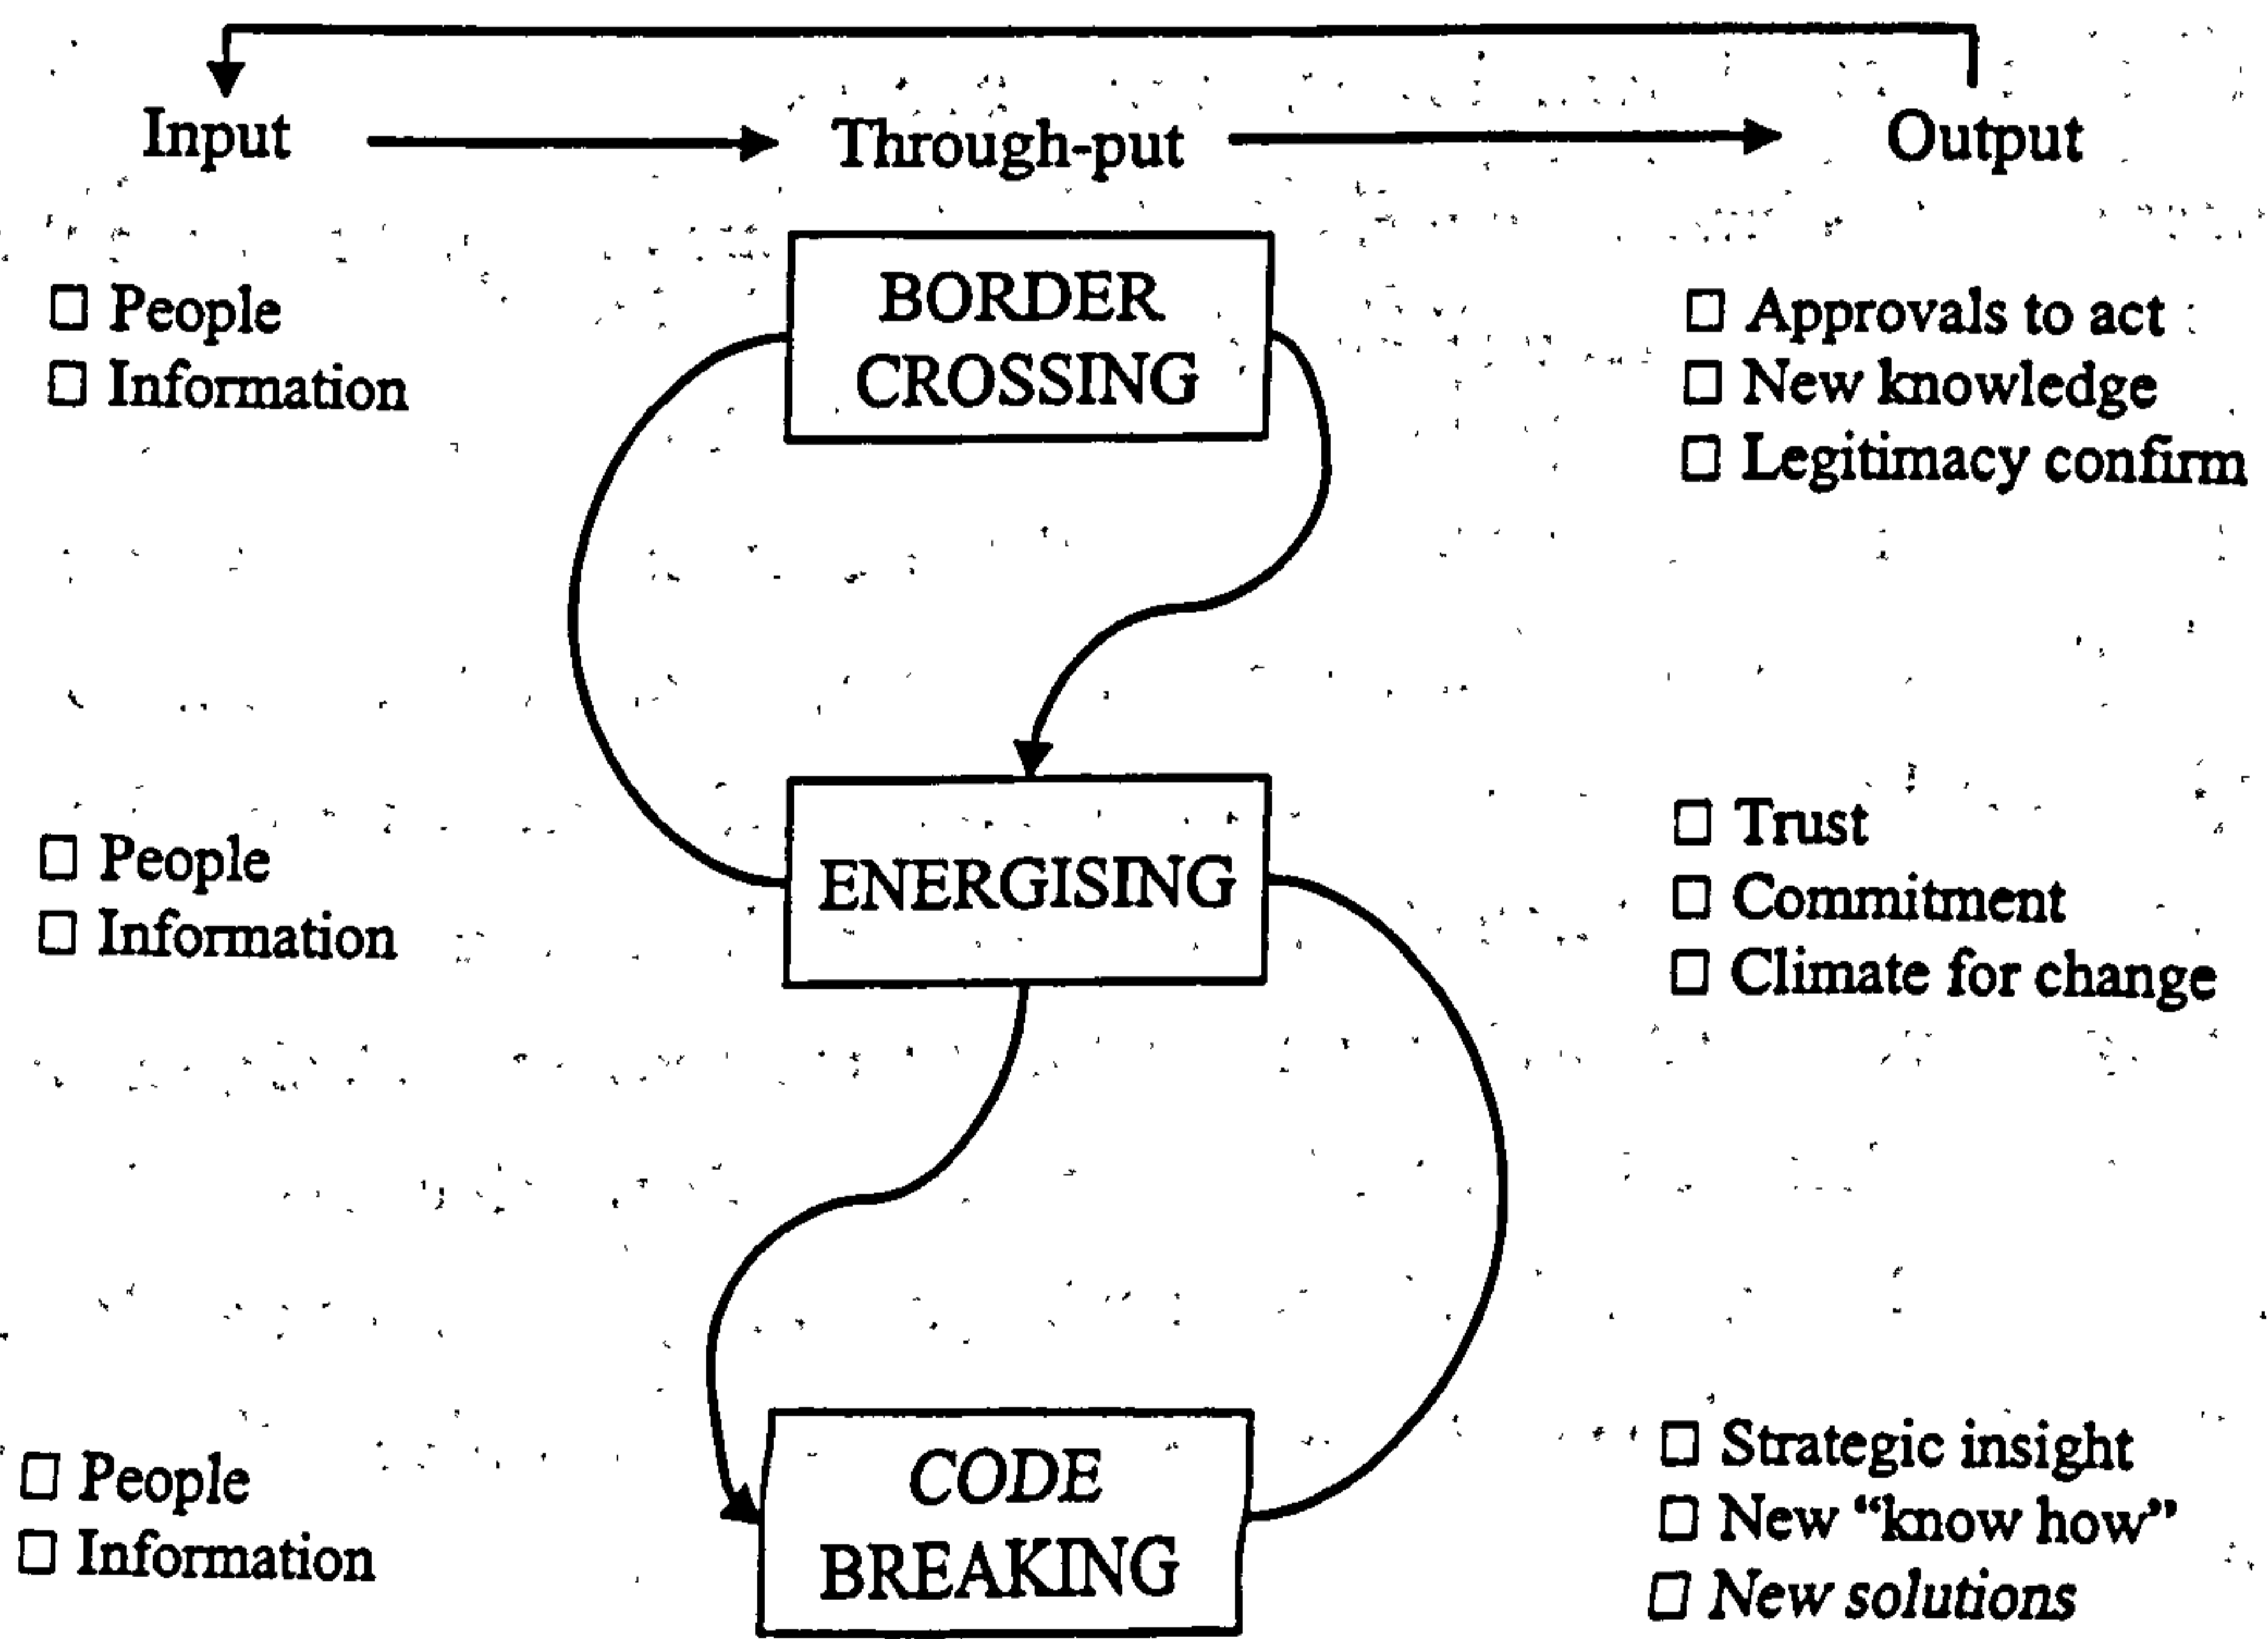 Input
Through-put
Output
□ People
□ Information
BORDER
CROSSING
□ Approvals to act
□ New knowledge
□ Legitimacy confirm
□ People
□ Information
ENERGISING
□ Trust
□ Commitment
□ Climate for change
□ People
□ Information
CODE
BREAKING
□ Strategic insight
□ New “know how”
□ New solutions